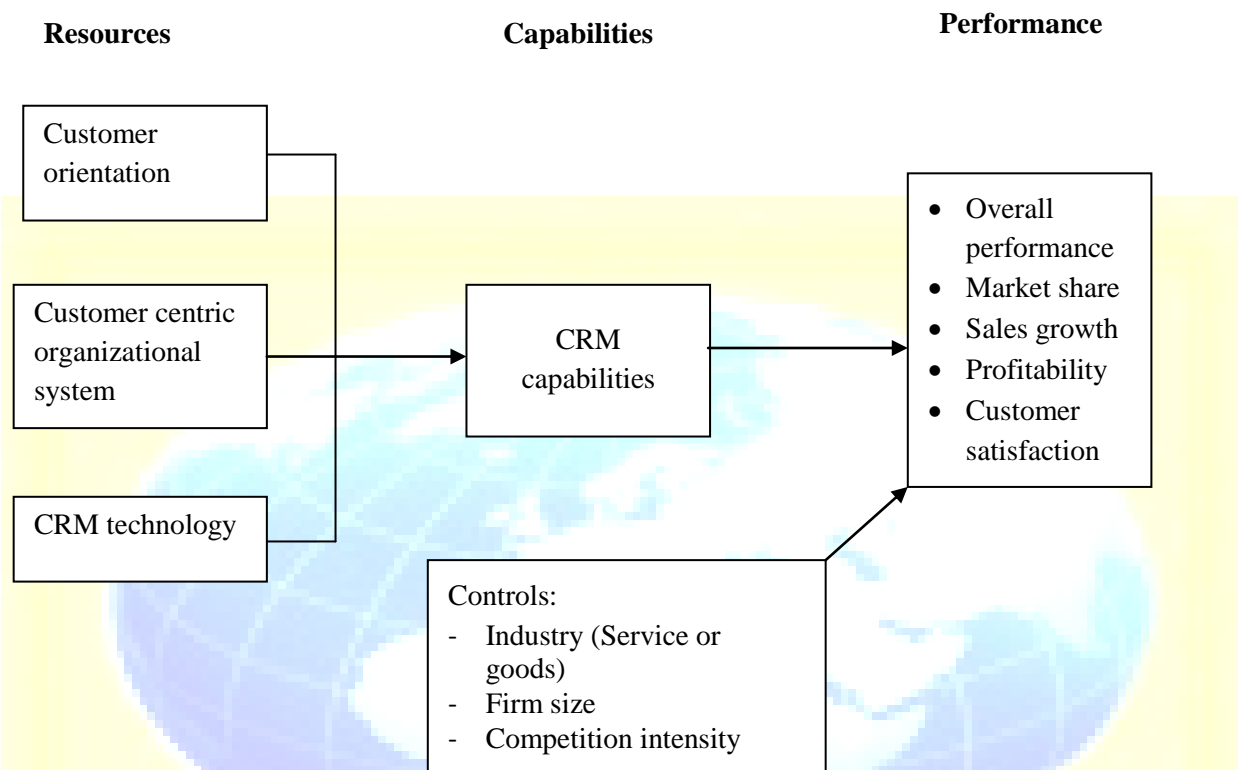 Resources
Capabilities
Performance
Customer
orientation
Customer centric
organizational
system
CRM technology
CRM
capabilities
• Overall
performance
• Market share
• Sales growth
• Profitability
• Customer
satisfaction
Controls:
- Industry (Service or
goods)
- Firm size
- Competition intensity